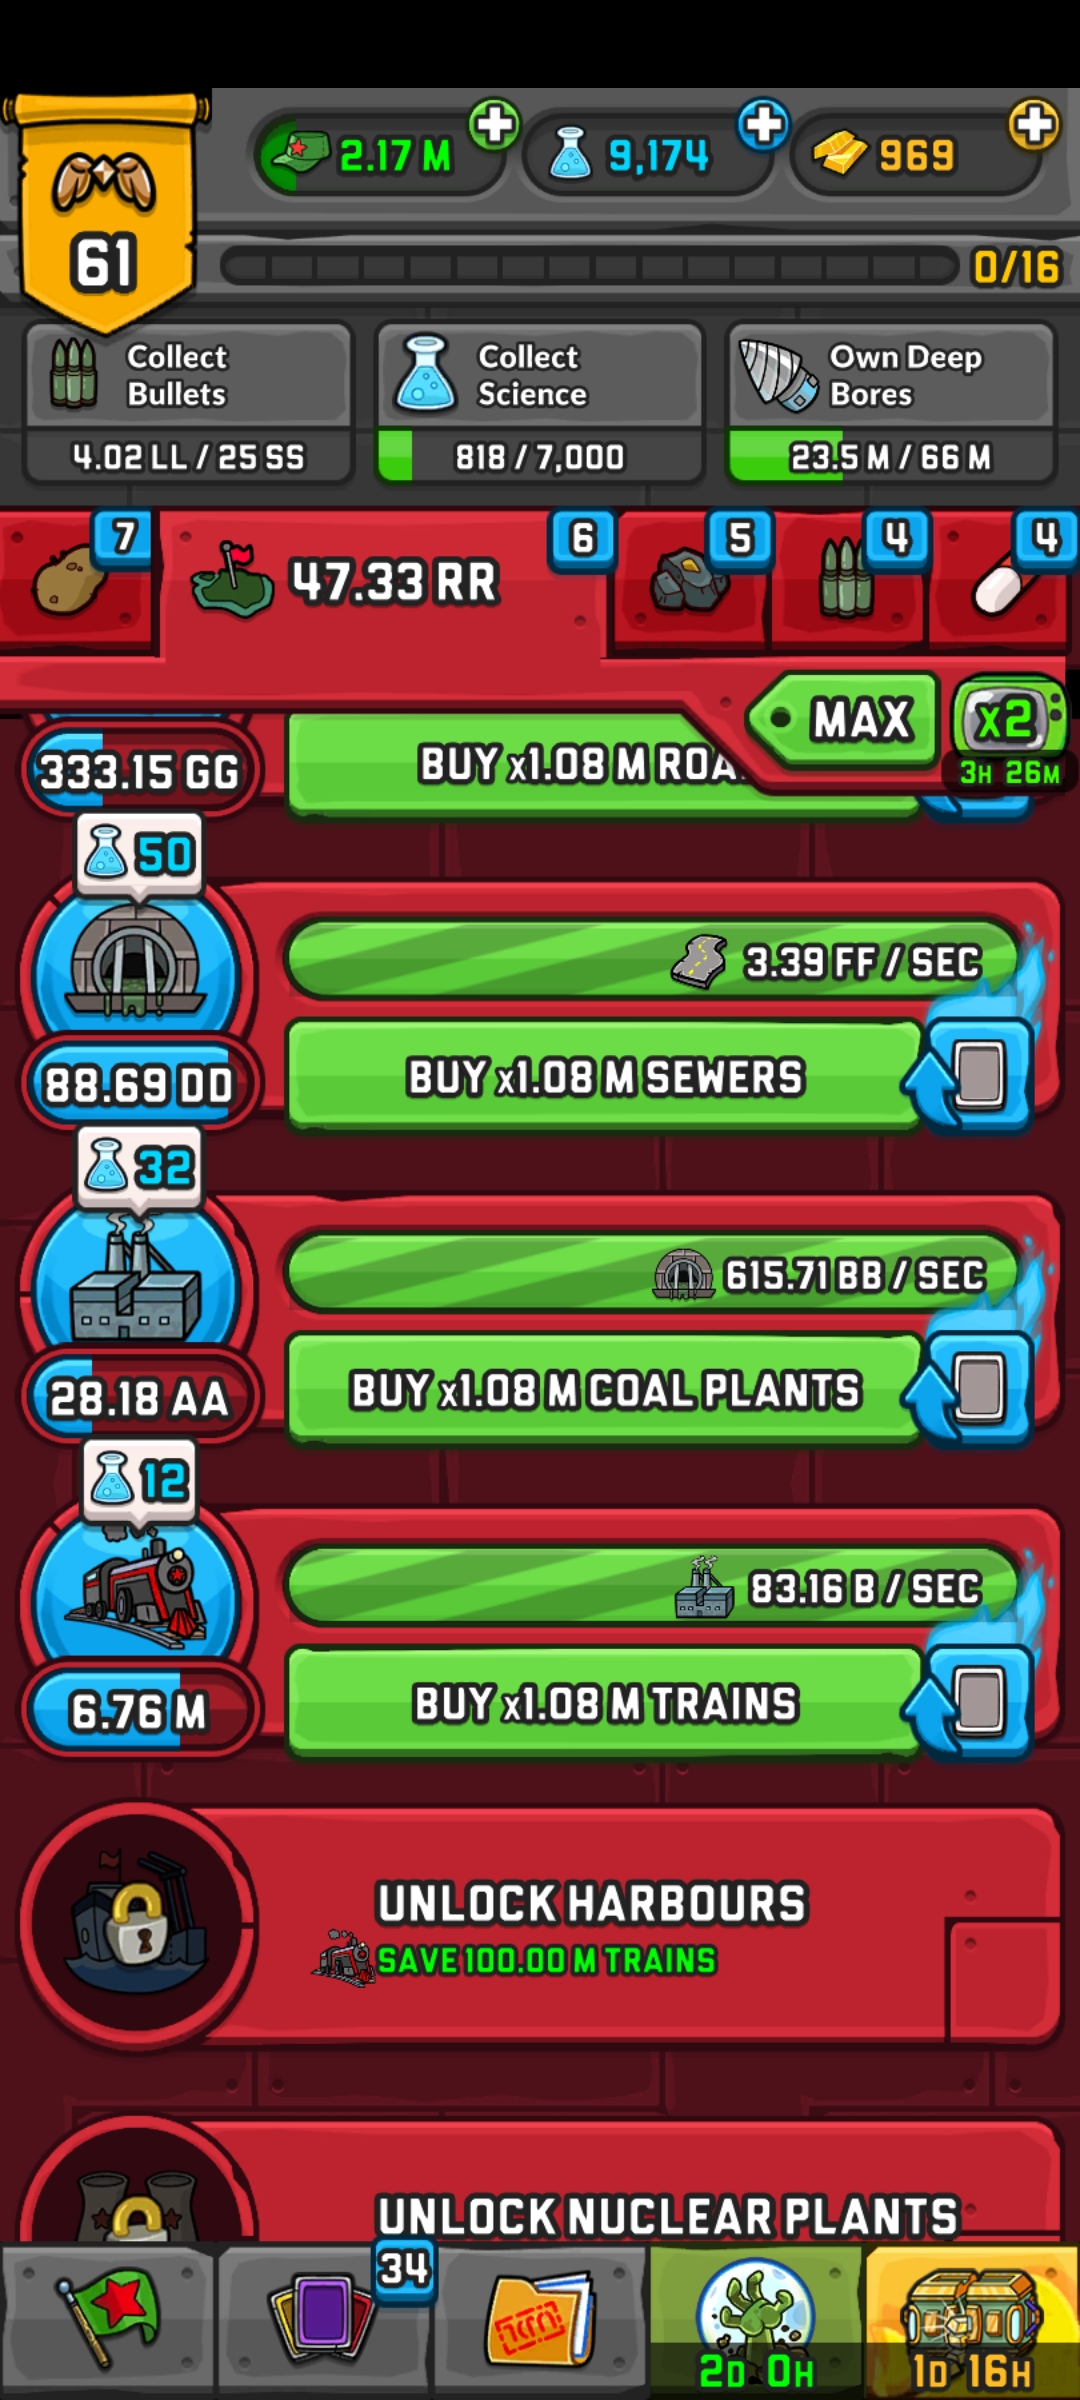 2.17 M
9,174
969
61
0/16
Collect
Bullets
4.02 LL / 25 SS
Collect
Science
818 / 7,000
Own Deep
Bores
23.5 M / 66 M
7
47.33 RR
6
5
4
4
MAX
x2
3H 26M
333.15 GG
BUY x1.08 M ROA
50
3.39 FF / SEC
88.69 DD
BUY x1.08 M SEWERS
32
615.71 BB / SEC
28.18 AA
BUY x1.08 M COAL PLANTS
12
83.16 B / SEC
6.76 M
BUY x1.08 M TRAINS
UNLOCK HARBOURS
SAVE 100.00 M TRAINS
UNLOCK NUCLEAR PLANTS
34
2D 0H
1D 16H